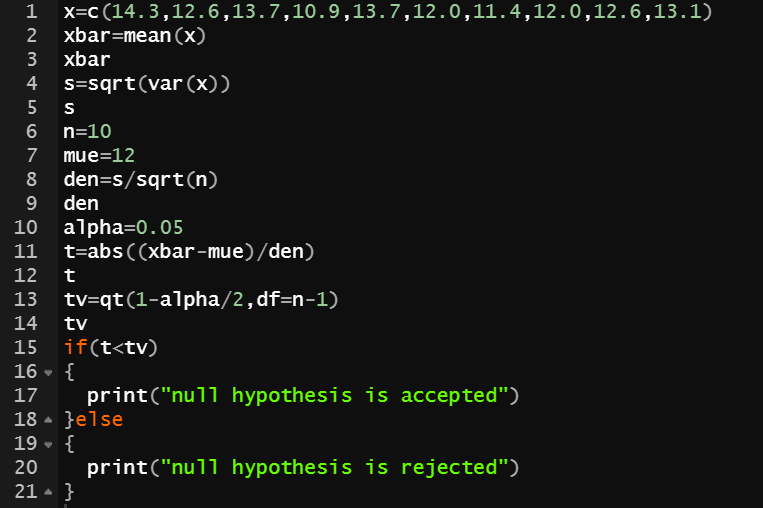 1 x=c(14.3,12.6,13.7,10.9,13.7,12.0,11.4,12.0,12.6,13.1)
2 xbar=mean(x)
3 xbar
4 s=sqrt(var(x))
5 s
6 n=10
7 mue=12
8 den=s/sqrt(n)
9 den
10 alpha=0.05
11 t=abs((xbar-mue)/den)
12 t
13 tv=qt(1-alpha/2,df=n-1)
14 tv
15 if(t<tv)
16 {
17   print("null hypothesis is accepted")
18 }else
19 {
20   print("null hypothesis is rejected")
21 }